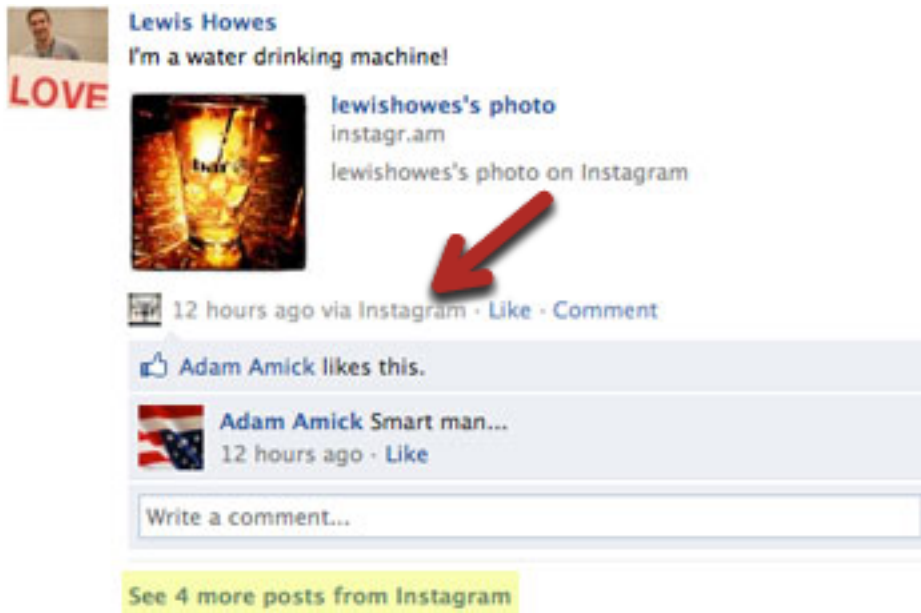 Lewis Howes
I'm a water drinking machine!
LOVE
lewishowes's photo
instagr.am
lewishowes's photo on Instagram
12 hours ago via Instagram · Like · Comment
Adam Amick likes this.
Adam Amick Smart man...
12 hours ago · Like
Write a comment...
See 4 more posts from Instagram